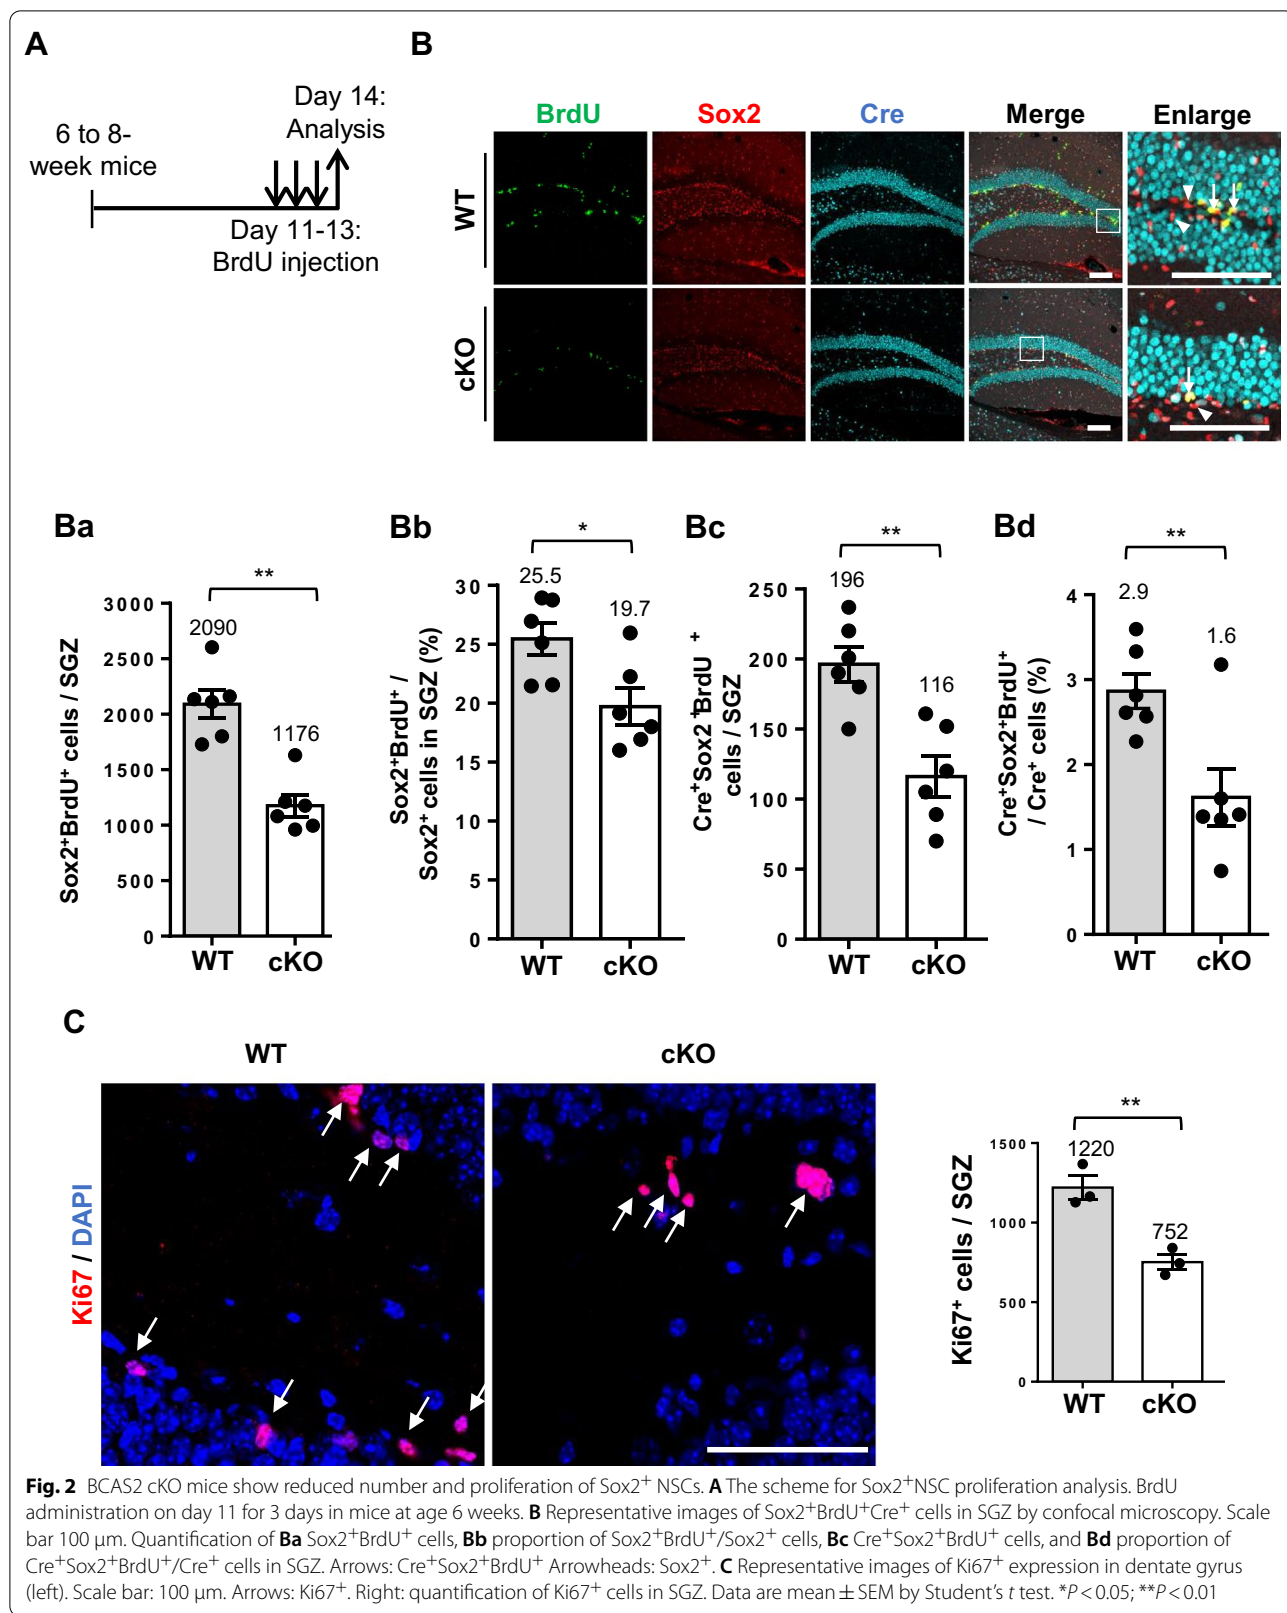 A
6 to 8-
week mice
Day 14:
Analysis
Day 11-13:
BrdU injection
B
BrdU Sox2 Cre Merge Enlarge
WT
cKO
Ba
**
Sox2⁺BrdU⁺ cells / SGZ
3000
2500
2000
1500
1000
500
0
2090
1176
WT cKO
Bb
*
Sox2⁺BrdU⁺ /
Sox2⁺ cells in SGZ (%)
30
25
20
15
10
5
0
25.5
19.7
WT cKO
Bc
**
Cre⁺Sox2⁺BrdU⁺
cells / SGZ
250
200
150
100
50
0
196
116
WT cKO
Bd
**
Cre⁺Sox2⁺BrdU⁺
/ Cre⁺ cells (%)
4
3
2
1
0
2.9
1.6
WT cKO
C
WT cKO
Ki67 / DAPI
**
Ki67⁺ cells / SGZ
1500
1000
500
0
1220
752
WT cKO
Fig. 2 BCAS2 cKO mice show reduced number and proliferation of Sox2⁺ NSCs. A The scheme for Sox2⁺NSC proliferation analysis. BrdU
administration on day 11 for 3 days in mice at age 6 weeks. B Representative images of Sox2⁺BrdU⁺Cre⁺ cells in SGZ by confocal microscopy. Scale
bar 100 μm. Quantification of Ba Sox2⁺BrdU⁺ cells, Bb proportion of Sox2⁺BrdU⁺/Sox2⁺ cells, Bc Cre⁺Sox2⁺BrdU⁺ cells, and Bd proportion of
Cre⁺Sox2⁺BrdU⁺/Cre⁺ cells in SGZ. Arrows: Cre⁺Sox2⁺BrdU⁺ Arrowheads: Sox2⁺. C Representative images of Ki67⁺ expression in dentate gyrus
(left). Scale bar: 100 μm. Arrows: Ki67⁺. Right: quantification of Ki67⁺ cells in SGZ. Data are mean ± SEM by Student's t test. *P < 0.05; **P < 0.01